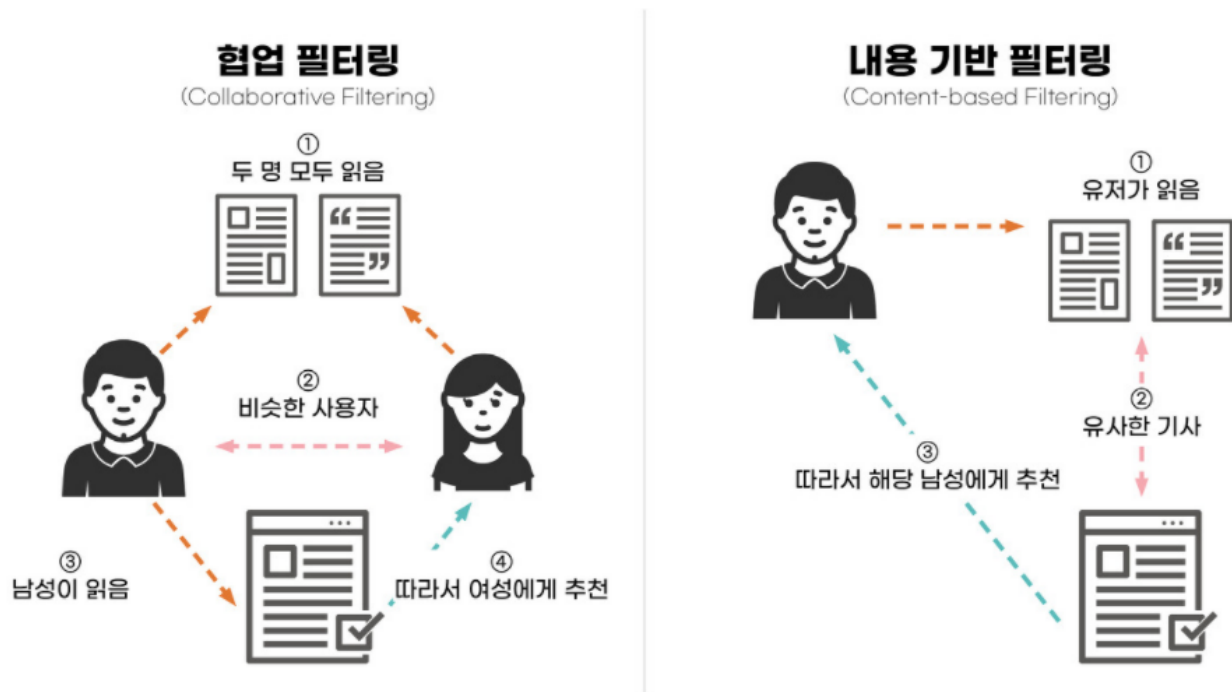 협업 필터링
(Collaborative Filtering)
①
두 명 모두 읽음
②
비슷한 사용자
③
남성이 읽음
④
따라서 여성에게 추천
내용 기반 필터링
(Content-based Filtering)
①
유저가 읽음
②
유사한 기사
③
따라서 해당 남성에게 추천